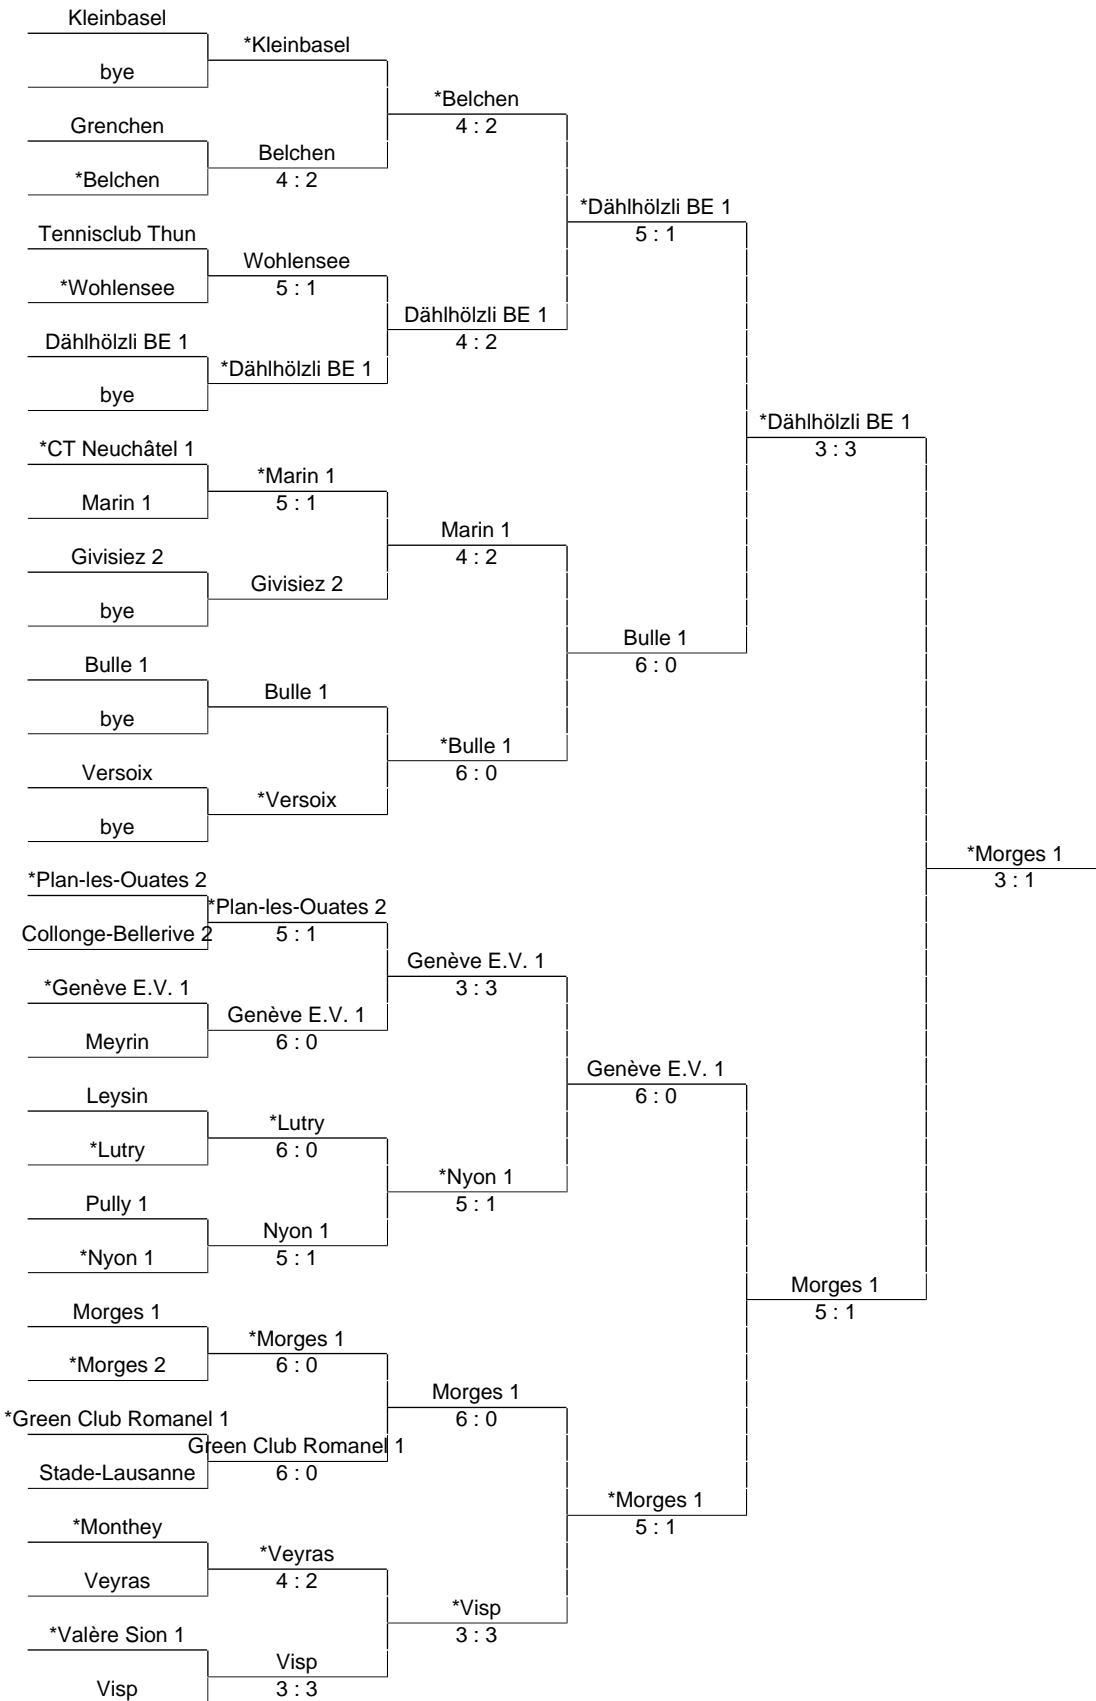 Kleinbasel
*Kleinbasel
bye
*Belchen
4 : 2
Grenchen
Belchen
4 : 2
*Belchen
*Dählhölzli BE 1
5 : 1
Tennisclub Thun
Wohlensee
5 : 1
*Wohlensee
Dählhölzli BE 1
4 : 2
Dählhölzli BE 1
*Dählhölzli BE 1
bye
*Dählhölzli BE 1
3 : 3
*CT Neuchâtel 1
*Marin 1
5 : 1
Marin 1
Marin 1
4 : 2
Givisiez 2
Givisiez 2
bye
Bulle 1
6 : 0
Bulle 1
Bulle 1
bye
*Bulle 1
6 : 0
Versoix
*Versoix
bye
*Morges 1
3 : 1
*Plan-les-Ouates 2
*Plan-les-Ouates 2
5 : 1
Collonge-Bellerive 2
Genève E.V. 1
3 : 3
*Genève E.V. 1
Genève E.V. 1
6 : 0
Meyrin
Genève E.V. 1
6 : 0
Leysin
*Lutry
6 : 0
*Lutry
*Nyon 1
5 : 1
Pully 1
Nyon 1
5 : 1
*Nyon 1
Morges 1
5 : 1
Morges 1
*Morges 1
6 : 0
*Morges 2
Morges 1
6 : 0
*Green Club Romanel 1
Green Club Romanel 1
6 : 0
Stade-Lausanne
*Morges 1
5 : 1
*Monthey
*Veyras
4 : 2
Veyras
*Visp
3 : 3
*Valère Sion 1
Visp
3 : 3
Visp